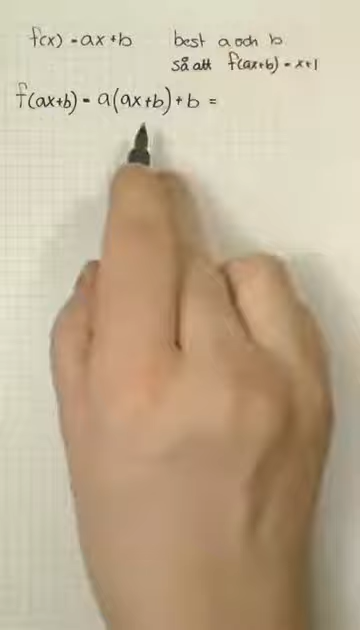 f(x) = ax + b best a och b
så att f(ax+b) = x+1
f(ax+b) = a(ax+b) + b =